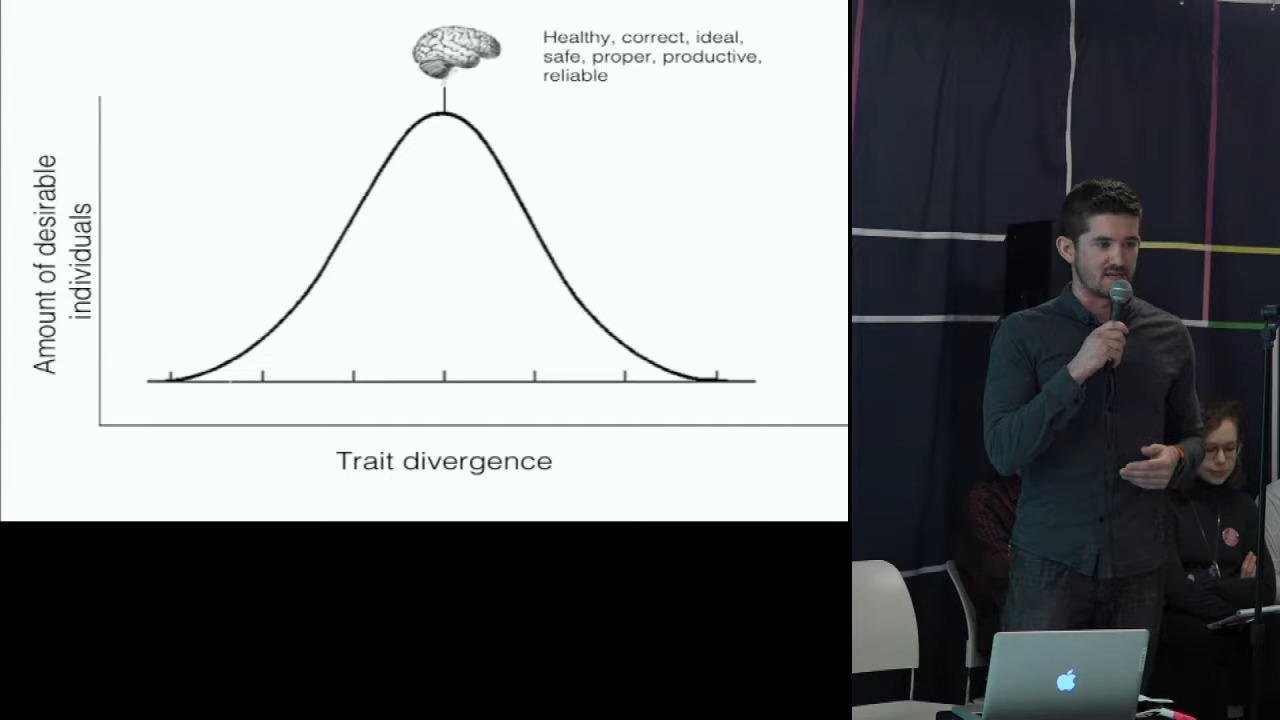 Healthy, correct, ideal,
safe, proper, productive,
reliable
Amount of desirable
individuals
Trait divergence